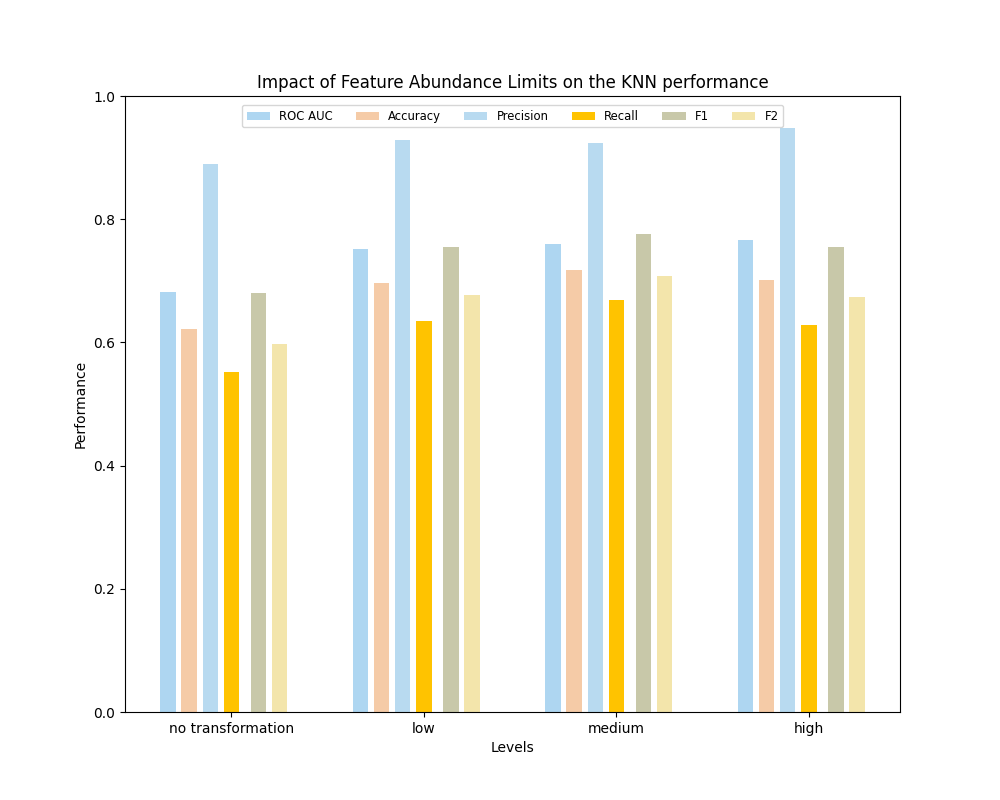 Impact of Feature Abundance Limits on the KNN performance
ROC AUC Accuracy Precision Recall F1 F2
1.0
0.8
0.6
0.4
0.2
0.0
Performance
no transformation low medium high
Levels